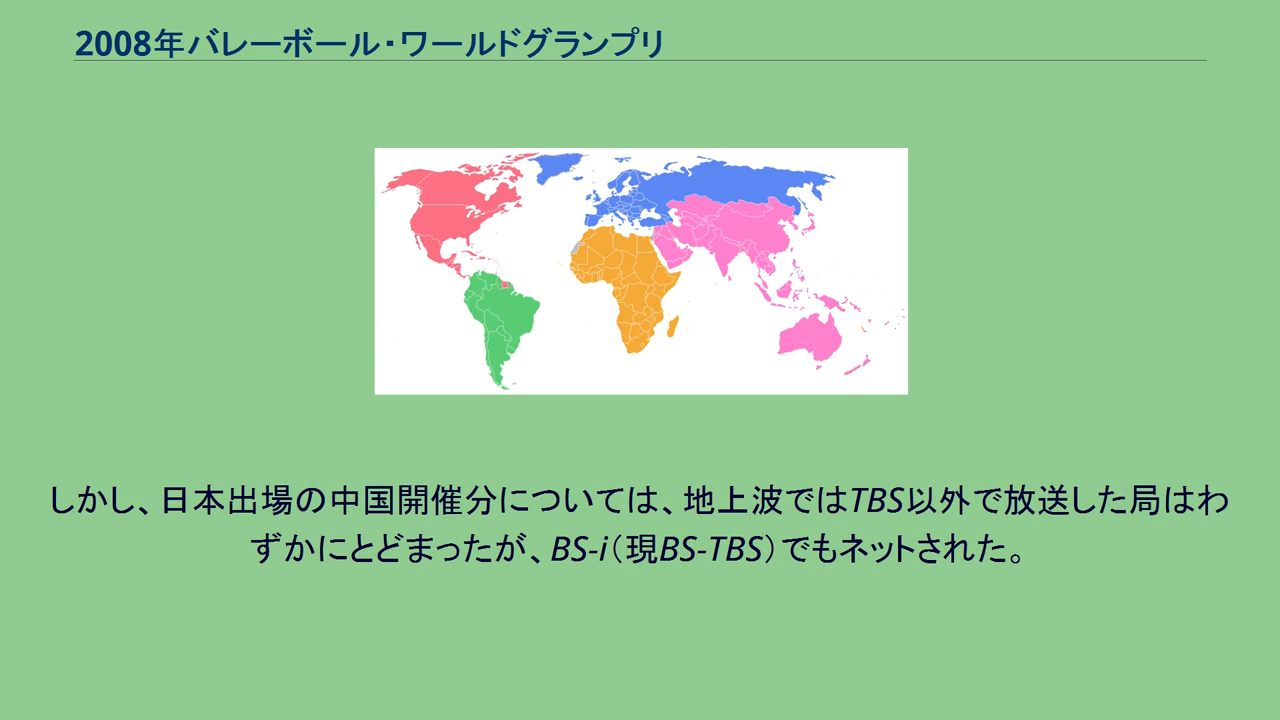 2008年バレーボール・ワールドグランプリ
しかし、日本出場の中国開催分については、地上波ではTBS以外で放送した局はわ
ずかにとどまったが、BS-i（現BS-TBS）でもネットされた。